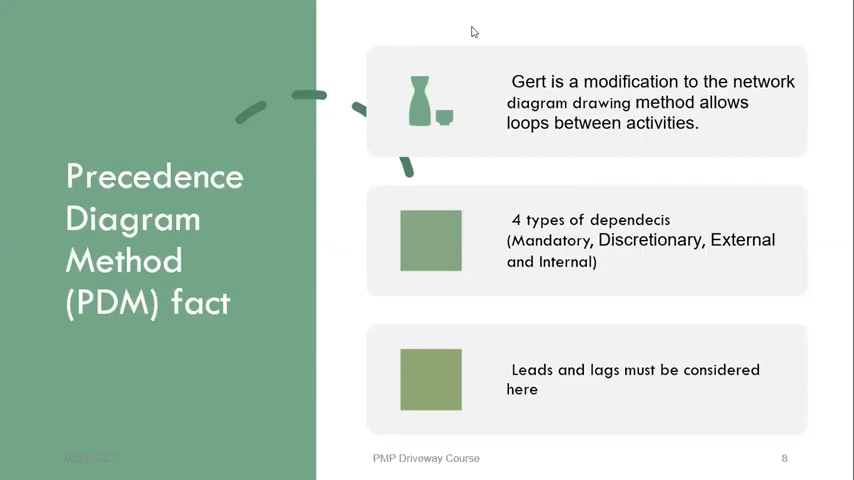 Precedence
Diagram
Method
(PDM) fact
Gert is a modification to the network
diagram drawing method allows
loops between activities.
4 types of dependecis
(Mandatory, Discretionary, External
and Internal)
Leads and lags must be considered
here
PMP Driveway Course
8